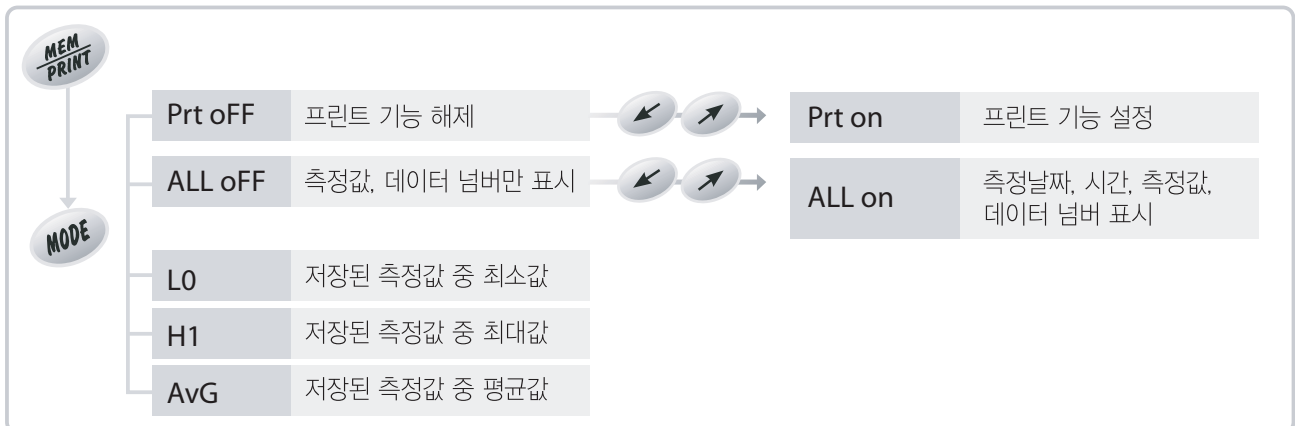 MEM
PRINT
Prt oFF 프린트 기능 해제 Prt on 프린트 기능 설정
ALL oFF 측정값, 데이터 넘버만 표시 ALL on 측정날짜, 시간, 측정값,
데이터 넘버 표시
MODE
L0 저장된 측정값 중 최소값
H1 저장된 측정값 중 최대값
AvG 저장된 측정값 중 평균값